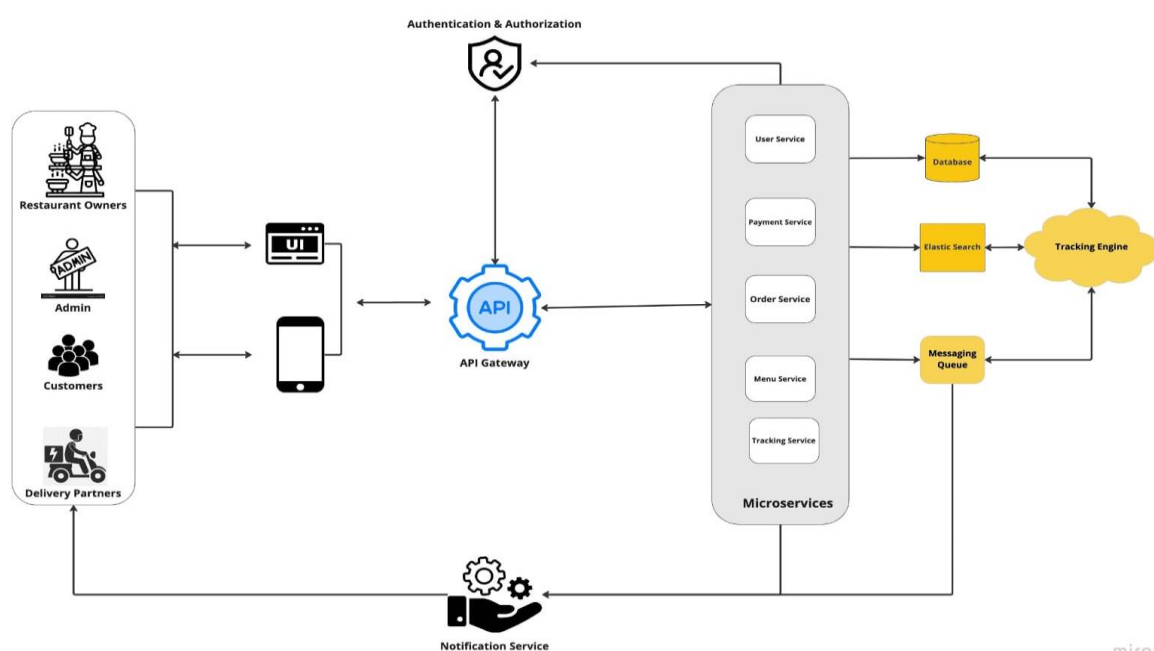 Authentication & Authorization
Restaurant Owners
ADMIN
Admin
Customers
Delivery Partners
UI
API
API Gateway
User Service
Payment Service
Order Service
Menu Service
Tracking Service
Microservices
Database
Elastic Search
Messaging
Queue
Tracking Engine
Notification Service